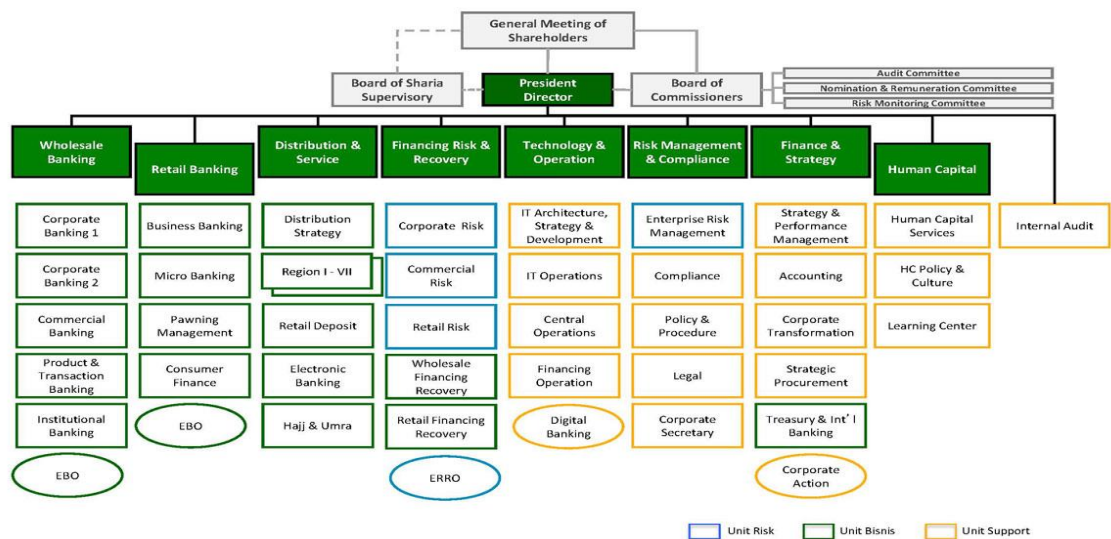 General Meeting of
Shareholders
Board of Sharia
Supervisory
President
Director
Board of
Commissioners
Audit Committee
Nomination & Remuneration Committee
Risk Monitoring Committee
Wholesale
Banking
Retail Banking
Distribution &
Service
Financing Risk &
Recovery
Technology &
Operation
Risk Management
& Compliance
Finance &
Strategy
Human Capital
Corporate
Banking 1
Corporate
Banking 2
Commercial
Banking
Product &
Transaction
Banking
Institutional
Banking
EBO
Business Banking
Micro Banking
Pawning
Management
Consumer
Finance
EBO
Distribution
Strategy
Region I - VII
Retail Deposit
Electronic
Banking
Hajj & Umra
Corporate Risk
Commercial
Risk
Retail Risk
Wholesale
Financing
Recovery
Retail Financing
Recovery
ERRO
IT Architecture,
Strategy &
Development
IT Operations
Central
Operations
Financing
Operation
Digital
Banking
Enterprise Risk
Management
Compliance
Policy &
Procedure
Legal
Corporate
Secretary
Strategy &
Performance
Management
Accounting
Corporate
Transformation
Strategic
Procurement
Treasury & Int' l
Banking
Corporate
Action
Human Capital
Services
HC Policy &
Culture
Learning Center
Internal Audit
Unit Risk
Unit Bisnis
Unit Support